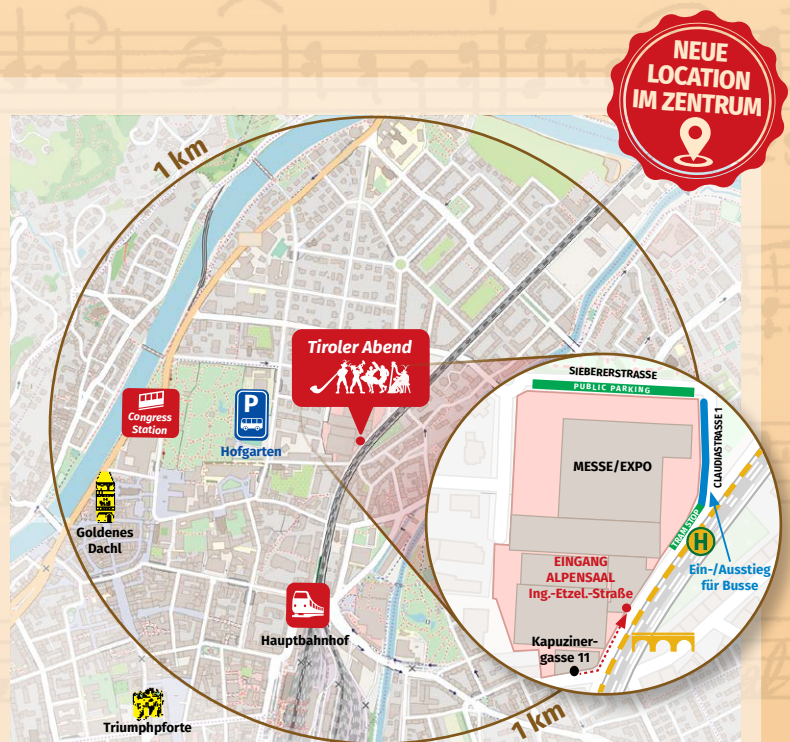 NEUE
LOCATION
IM ZENTRUM
1 km
Tiroler Abend
Congress
Station
P
Hofgarten
Goldenes
Dachl
Hauptbahnhof
Triumphpforte
1 km
SIEBERERSTRASSE
PUBLIC PARKING
CLAUDIASTRASSE 1
MESSE/EXPO
TRAM STOP
H
Ein-/Ausstieg
für Busse
EINGANG
ALPENSAAL
Ing.-Etzel.-Straße
Kapuziner-
gasse 11